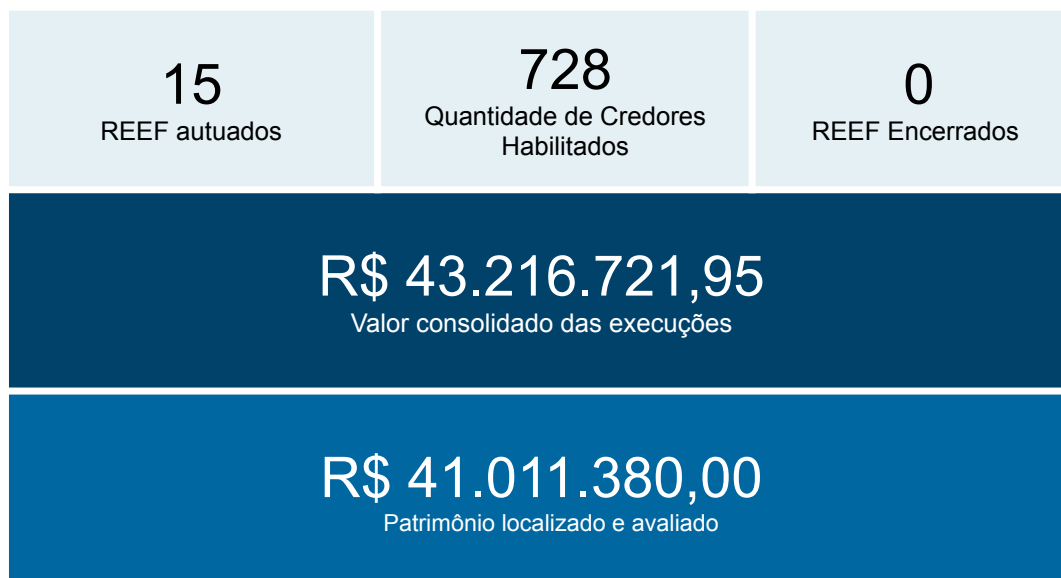 15
REEF autuados
728
Quantidade de Credores
Habilitados
0
REEF Encerrados
R$ 43.216.721,95
Valor consolidado das execuções
R$ 41.011.380,00
Patrimônio localizado e avaliado